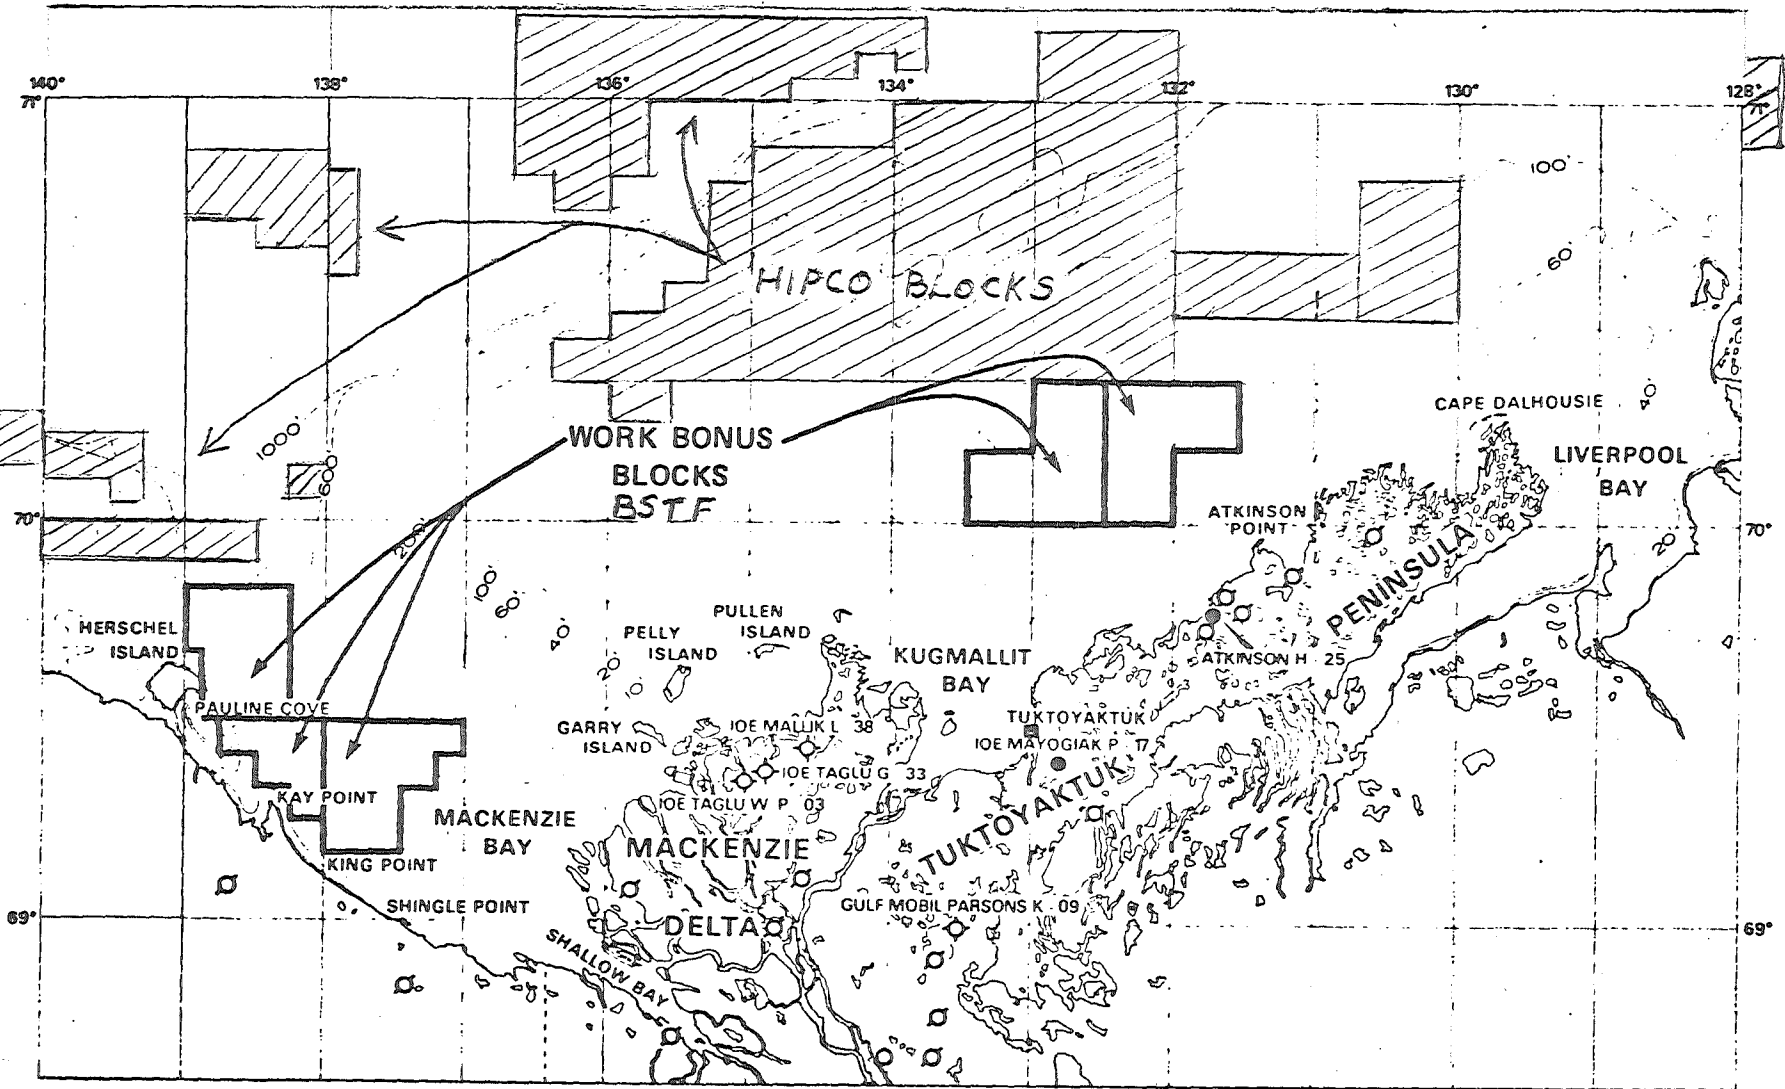 140°
138°
136°
134°
132°
130°
128°
71°
71°
100'
60'
HIPCO BLOCKS
1000'
600'
200'
WORK BONUS
BLOCKS
BSTF
CAPE DALHOUSIE
40'
LIVERPOOL
BAY
70°
70°
ATKINSON
POINT
20'
PENINSULA
100'
60'
40'
20'
10'
HERSCHEL
ISLAND
PELLY
ISLAND
PULLEN
ISLAND
KUGMALLIT
BAY
ATKINSON H - 25
PAULINE COVE
GARRY
ISLAND
IOE MALLIK L - 38
TUKTOYAKTUK
IOE MAYOGIAK P - 17
IOE TAGLU G - 33
IOE TAGLU W P - 03
KAY POINT
MACKENZIE
BAY
TUKTOYAKTUK
KING POINT
MACKENZIE
DELTA
SHINGLE POINT
GULF MOBIL PARSONS K - 09
69°
69°
SHALLOW BAY